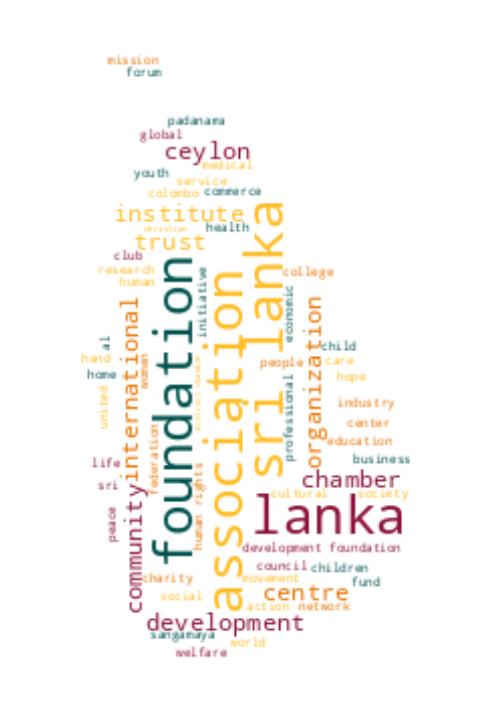 mission
forum
padanama
global
ceylon
medical
youth
service
colombo
commerce
sri lanka
institute
christian
health
trust
club
foundation
research
college
human
initiative
association
economic
international
organization
al
child
hand
women
people
care
home
hope
professional
united
industry
center
federation
education
life
business
human rights
chamber
sri
community
cultural
society
lanka
peace
development foundation
council
children
charity
movement
fund
centre
social
action
network
development
sangamaya
world
welfare